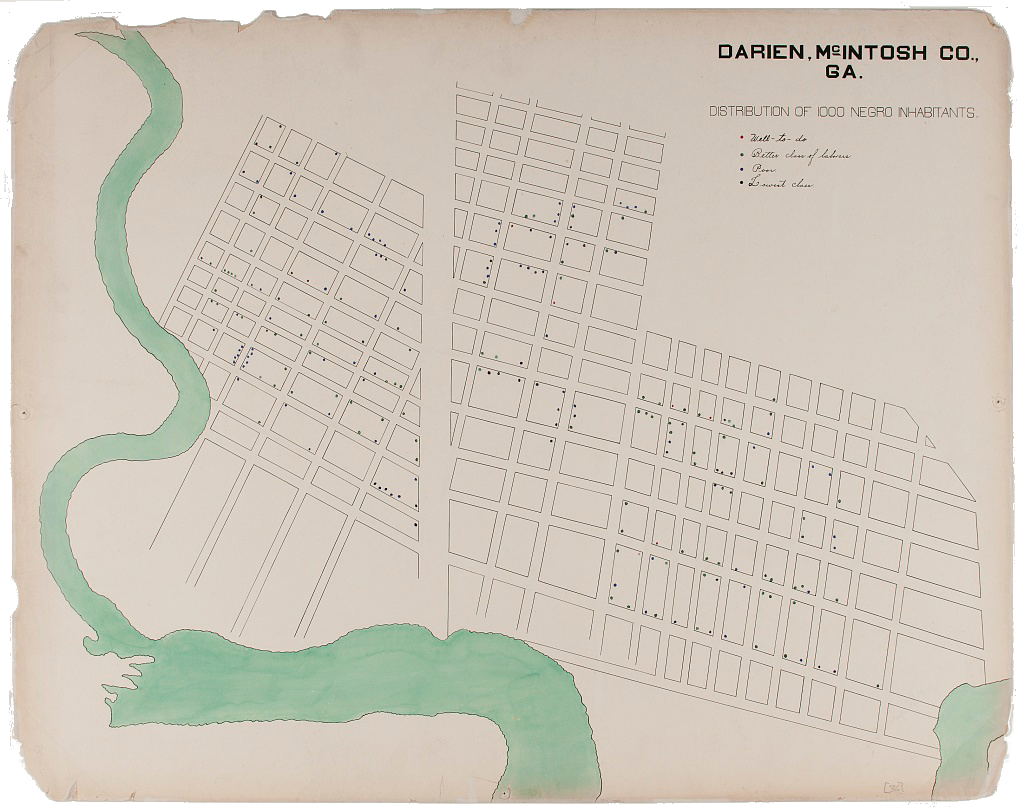 DARIEN, McINTOSH CO.,
GA.
DISTRIBUTION OF 1000 NEGRO INHABITANTS.
Well-to-do
Better class of laborers
Poor
Lowest class